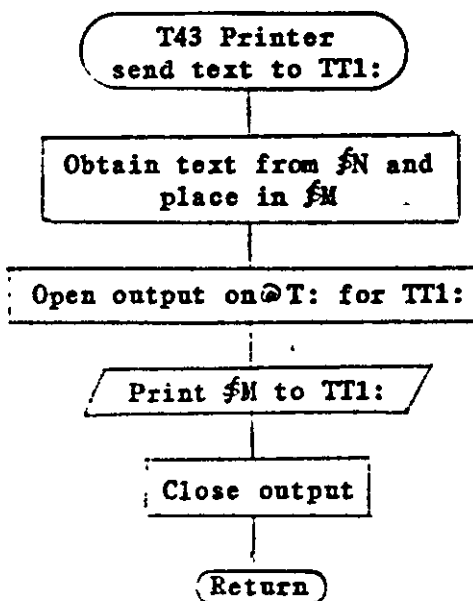 T43 Printer
send text to TT1:
Obtain text from $N and
place in $M
Open output on@T: for TT1:
Print $M to TT1:
Close output
Return